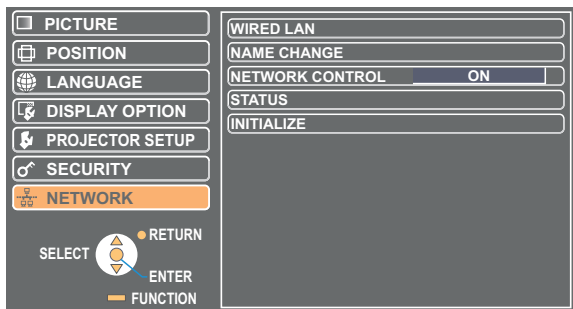 PICTURE
POSITION
LANGUAGE
DISPLAY OPTION
PROJECTOR SETUP
SECURITY
NETWORK
SELECT
RETURN
ENTER
FUNCTION
WIRED LAN
NAME CHANGE
NETWORK CONTROL ON
STATUS
INITIALIZE